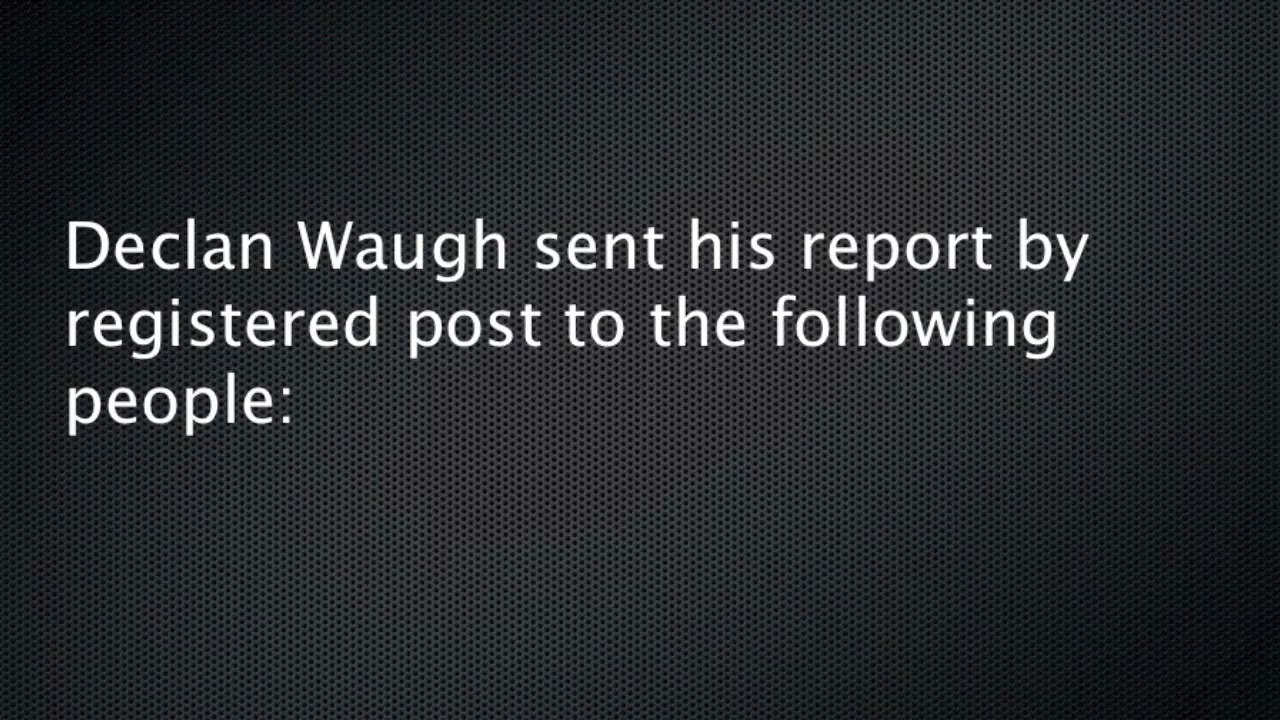 Declan Waugh sent his report by
registered post to the following
people: